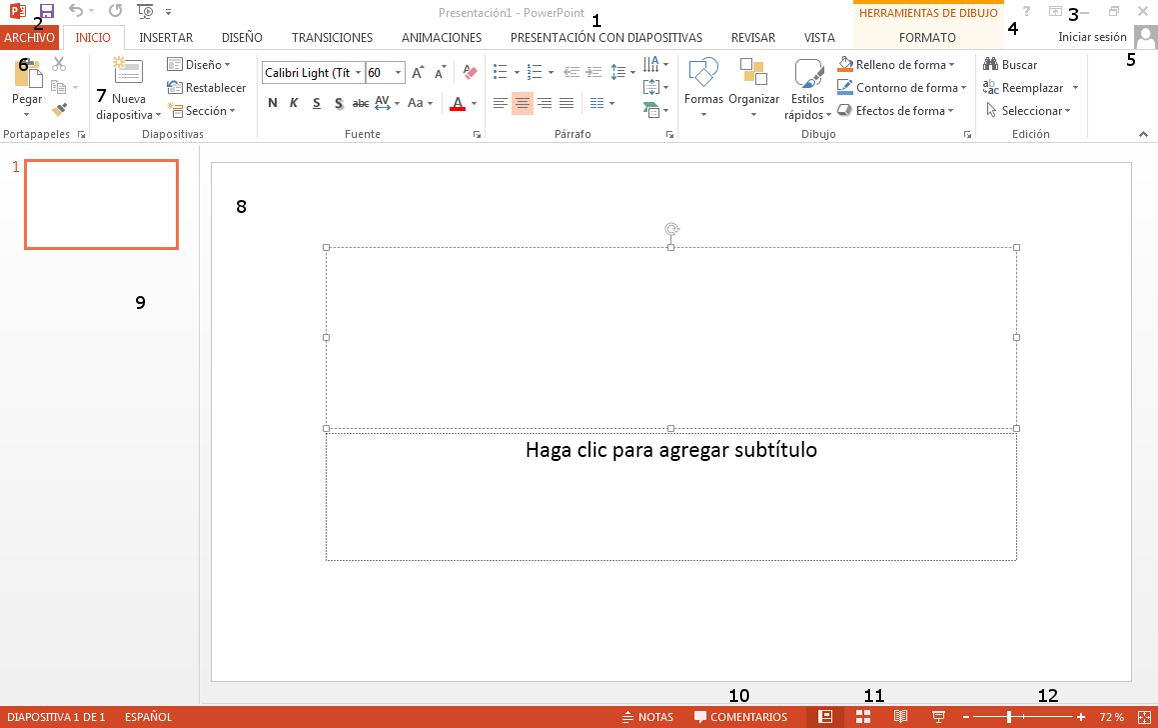 Presentación1 - PowerPoint
HERRAMIENTAS DE DIBUJO
?
1
2
3
4
5
ARCHIVO
INICIO
INSERTAR
DISEÑO
TRANSICIONES
ANIMACIONES
PRESENTACIÓN CON DIAPOSITIVAS
REVISAR
VISTA
FORMATO
Iniciar sesión
6
Pegar
Portapapeles
7
Nueva
diapositiva
Diseño
Restablecer
Sección
Diapositivas
Calibri Light (Tít
60
A A
N K S S abc AV Aa A
Fuente
Párrafo
Formas
Organizar
Estilos
rápidos
Relleno de forma
Contorno de forma
Efectos de forma
Dibujo
Buscar
Reemplazar
Seleccionar
Edición
1
8
9
Haga clic para agregar subtítulo
10
11
12
DIAPOSITIVA 1 DE 1
ESPAÑOL
NOTAS
COMENTARIOS
72 %